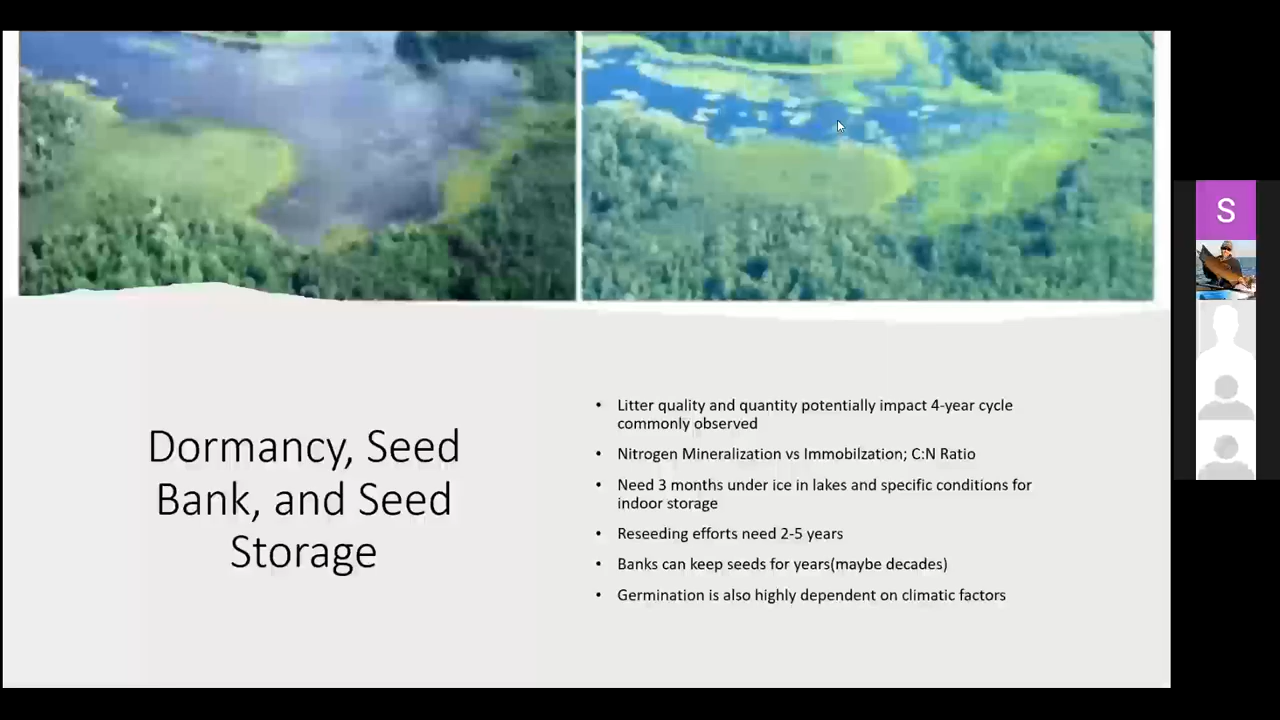 S
Dormancy, Seed
Bank, and Seed
Storage
• Litter quality and quantity potentially impact 4-year cycle
commonly observed
• Nitrogen Mineralization vs Immobilzation; C:N Ratio
• Need 3 months under ice in lakes and specific conditions for
indoor storage
• Reseeding efforts need 2-5 years
• Banks can keep seeds for years(maybe decades)
• Germination is also highly dependent on climatic factors